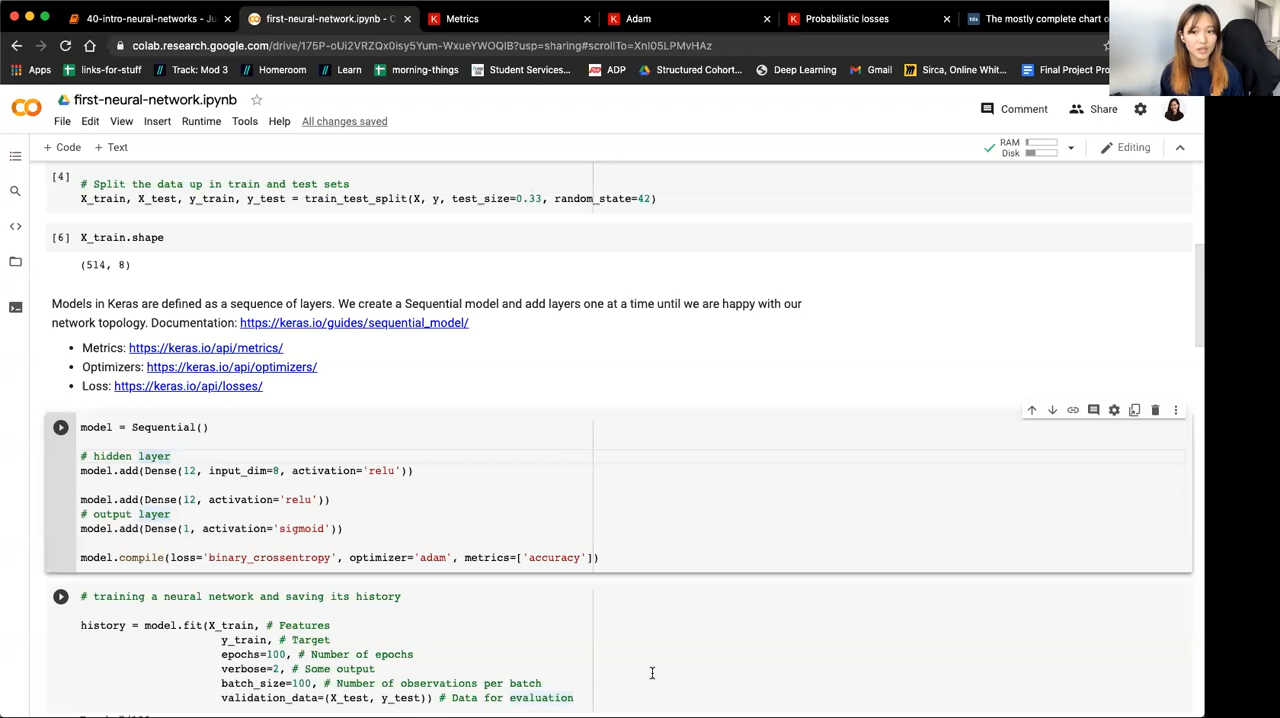 40-intro-neural-networks - Ju
first-neural-network.ipynb - C
Metrics
Adam
Probabilistic losses
The mostly complete chart o
colab.research.google.com/drive/175P-oUi2VRZQx0isy5Yum-WxueYWOQIB?usp=sharing#scrollTo=XnI05LPMvHAz
Apps
links-for-stuff
Track: Mod 3
Homeroom
Learn
morning-things
Student Services...
ADP
Structured Cohort...
Deep Learning
Gmail
Sirca, Online Whit...
Final Project Pro
first-neural-network.ipynb
File Edit View Insert Runtime Tools Help All changes saved
Comment
Share
+ Code + Text
RAM
Disk
Editing
[4]
# Split the data up in train and test sets
X_train, X_test, y_train, y_test = train_test_split(X, y, test_size=0.33, random_state=42)
[6] X_train.shape
(514, 8)
Models in Keras are defined as a sequence of layers. We create a Sequential model and add layers one at a time until we are happy with our
network topology. Documentation: https://keras.io/guides/sequential_model/
• Metrics: https://keras.io/api/metrics/
• Optimizers: https://keras.io/api/optimizers/
• Loss: https://keras.io/api/losses/
model = Sequential()
# hidden layer
model.add(Dense(12, input_dim=8, activation='relu'))
model.add(Dense(12, activation='relu'))
# output layer
model.add(Dense(1, activation='sigmoid'))
model.compile(loss='binary_crossentropy', optimizer='adam', metrics=['accuracy'])
# training a neural network and saving its history
history = model.fit(X_train, # Features
y_train, # Target
epochs=100, # Number of epochs
verbose=2, # Some output
batch_size=100, # Number of observations per batch
validation_data=(X_test, y_test)) # Data for evaluation